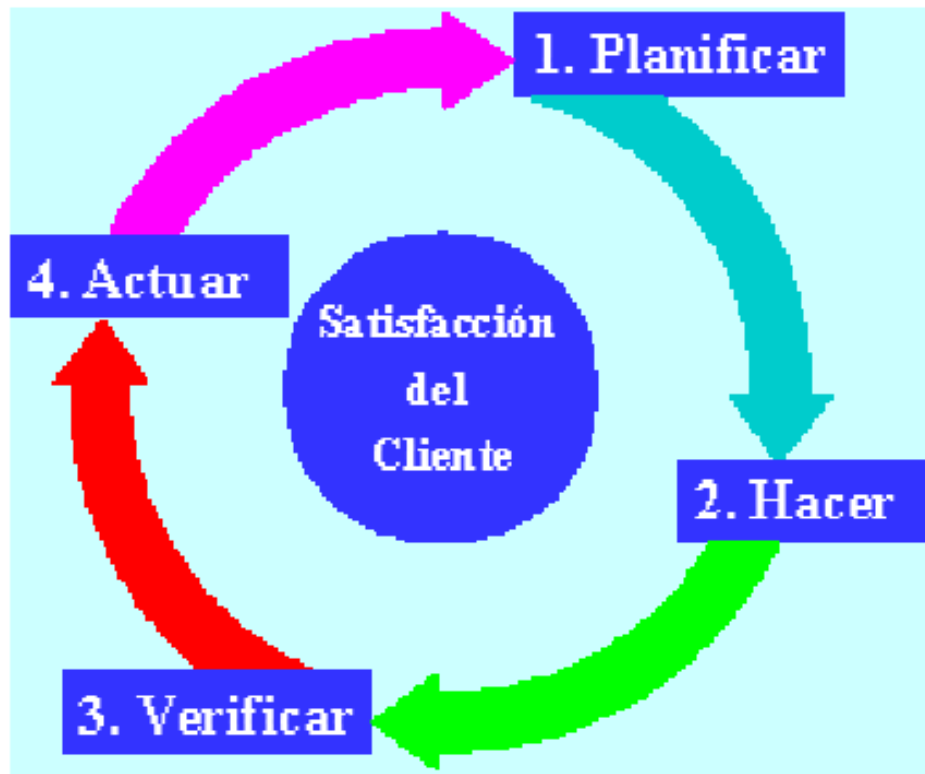 1. Planificar
2. Hacer
3. Verificar
4. Actuar
Satisfacción
del
Cliente